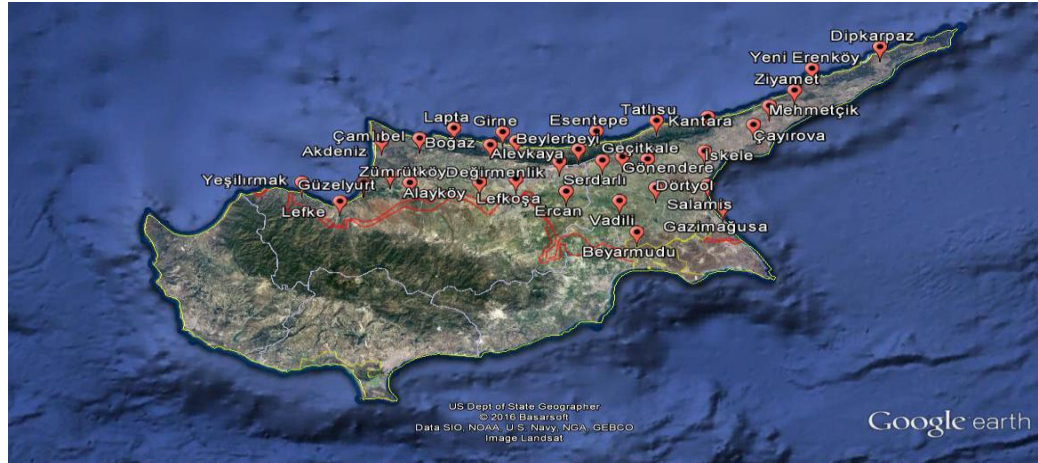 Dipkarpaz
Yeni Erenköy
Ziyamet
Mehmetçik
Tatlısu
Kantara
Çayırova
Esentepe
Lapta
Girne
Çamlıbel
Boğaz
Beylerbeyi
Akdeniz
Alevkaya
Geçitkale
İskele
Gönendere
Yeşilırmak
Güzelyurt
Zümrütköy
Değirmenlik
Serdarlı
Dörtyol
Alayköy
Lefkoşa
Lefke
Ercan
Salamis
Vadili
Gazimağusa
Beyarmudu
US Dept of State Geographer
© 2016 Basarsoft
Data SIO, NOAA, U.S. Navy, NGA, GEBCO
Image Landsat
Google earth